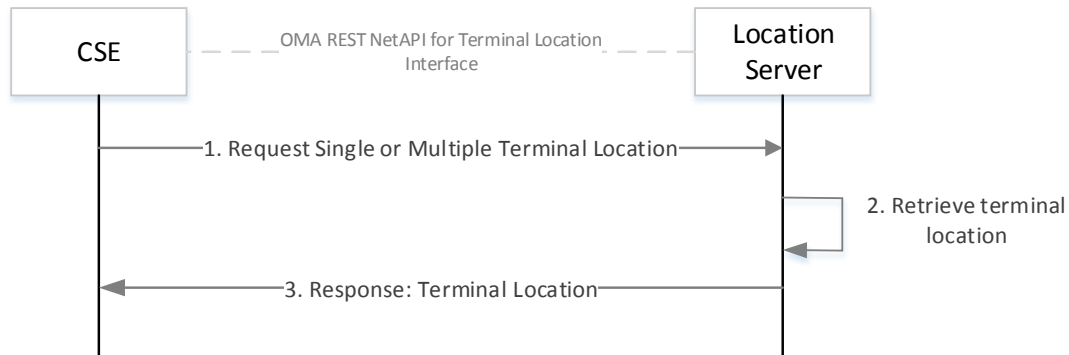 CSE
OMA REST NetAPI for Terminal Location
Interface
Location
Server
1. Request Single or Multiple Terminal Location
2. Retrieve terminal
location
3. Response: Terminal Location